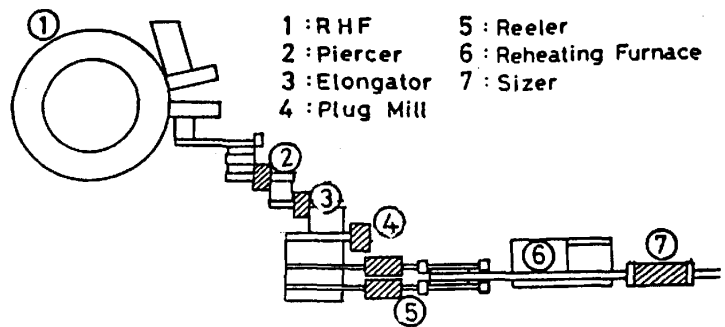 1 : RHF
2 : Piercer
3 : Elongator
4 : Plug Mill
5 : Reeler
6 : Reheating Furnace
7 : Sizer
1
2
3
4
5
6
7